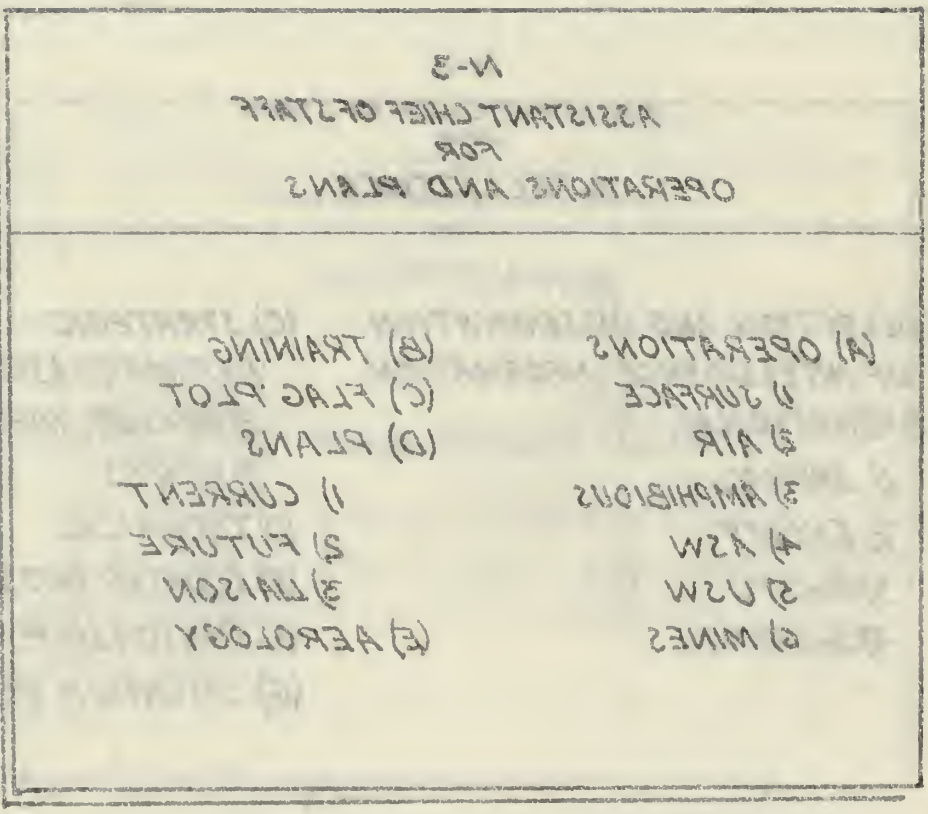 N-3
ASSISTANT CHIEF OF STAFF
FOR
OPERATIONS AND PLANS
(A) OPERATIONS
1) SURFACE
2) AIR
3) AMPHIBIOUS
4) ASW
5) USW
6) MINES
(B) TRAINING
(C) FLAG PLOT
(D) PLANS
1) CURRENT
2) FUTURE
3) LIAISON
(E) AEROLOGY